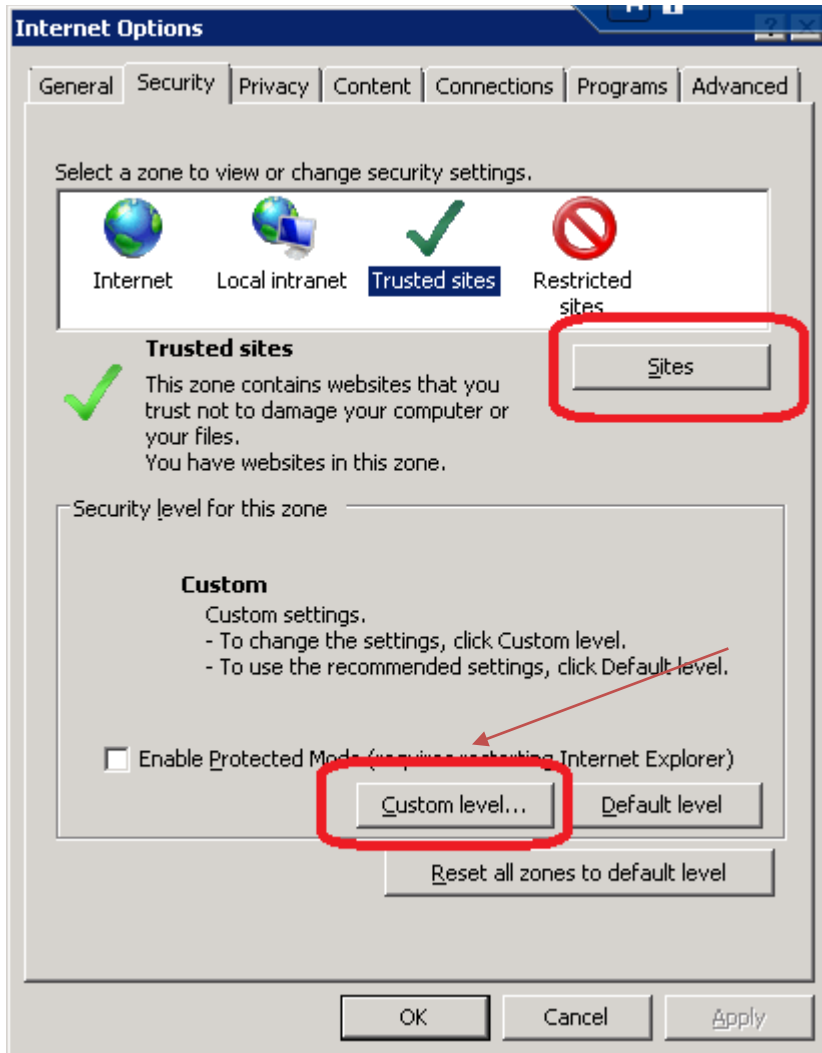 Internet Options
General Security Privacy Content Connections Programs Advanced
Select a zone to view or change security settings.
Internet Local intranet Trusted sites Restricted
sites
Trusted sites
Sites
This zone contains websites that you
trust not to damage your computer or
your files.
You have websites in this zone.
Security level for this zone
Custom
Custom settings.
- To change the settings, click Custom level.
- To use the recommended settings, click Default level.
Enable Protected Mode (requires restarting Internet Explorer)
Custom level... Default level
Reset all zones to default level
OK Cancel Apply